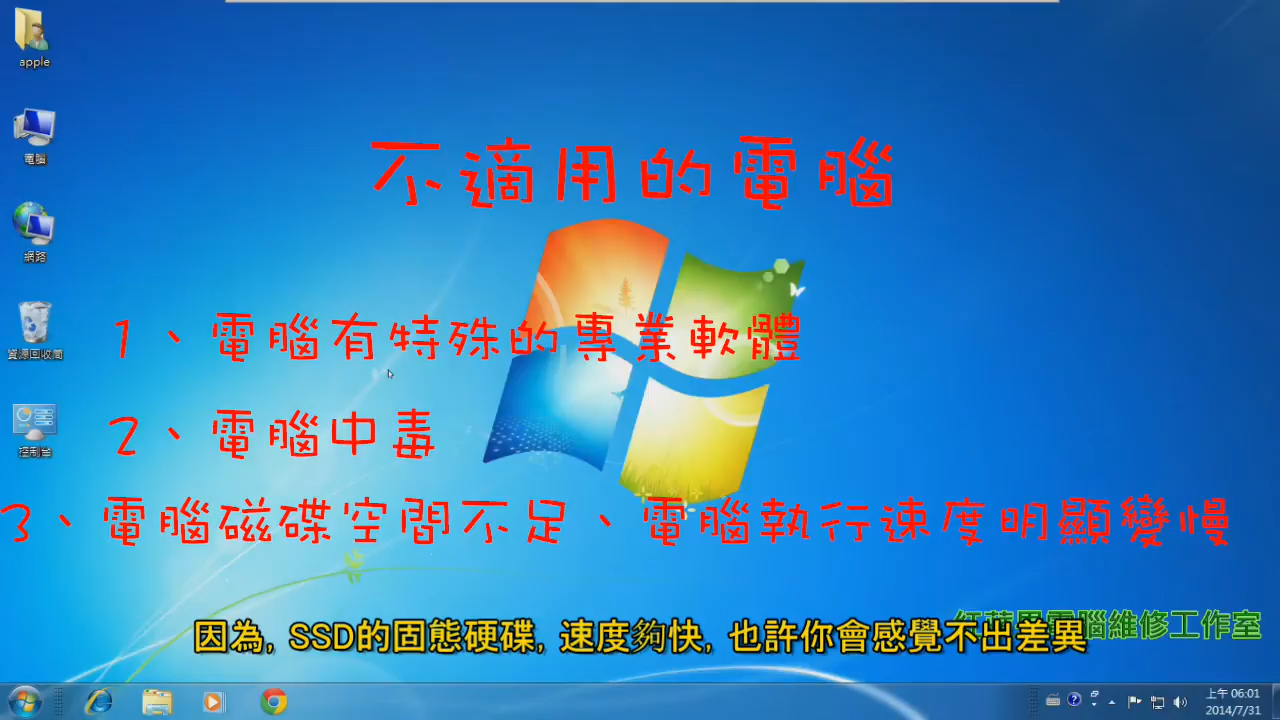 apple
電腦
網路
資源回收筒
控制台
不適用的電腦
1、電腦有特殊的專業軟體
2、電腦中毒
3、電腦磁碟空間不足、電腦執行速度明顯變慢
電腦維修工作室
因為, SSD的固態硬碟, 速度夠快, 也許你會感覺不出差異
上午 06:01
2014/7/31